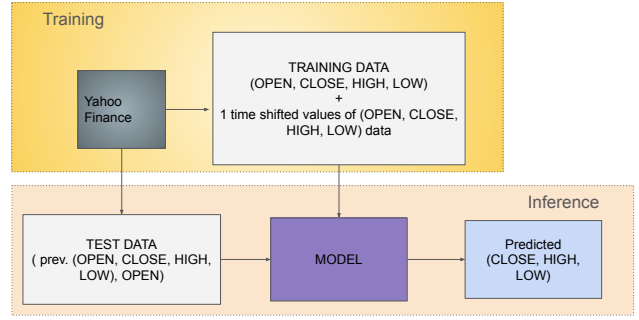 Training
TRAINING DATA
(OPEN, CLOSE, HIGH, LOW)
+
1 time shifted values of (OPEN, CLOSE,
HIGH, LOW) data
Yahoo
Finance
Inference
TEST DATA
( prev. (OPEN, CLOSE, HIGH,
LOW), OPEN)
MODEL
Predicted
(CLOSE, HIGH,
LOW)